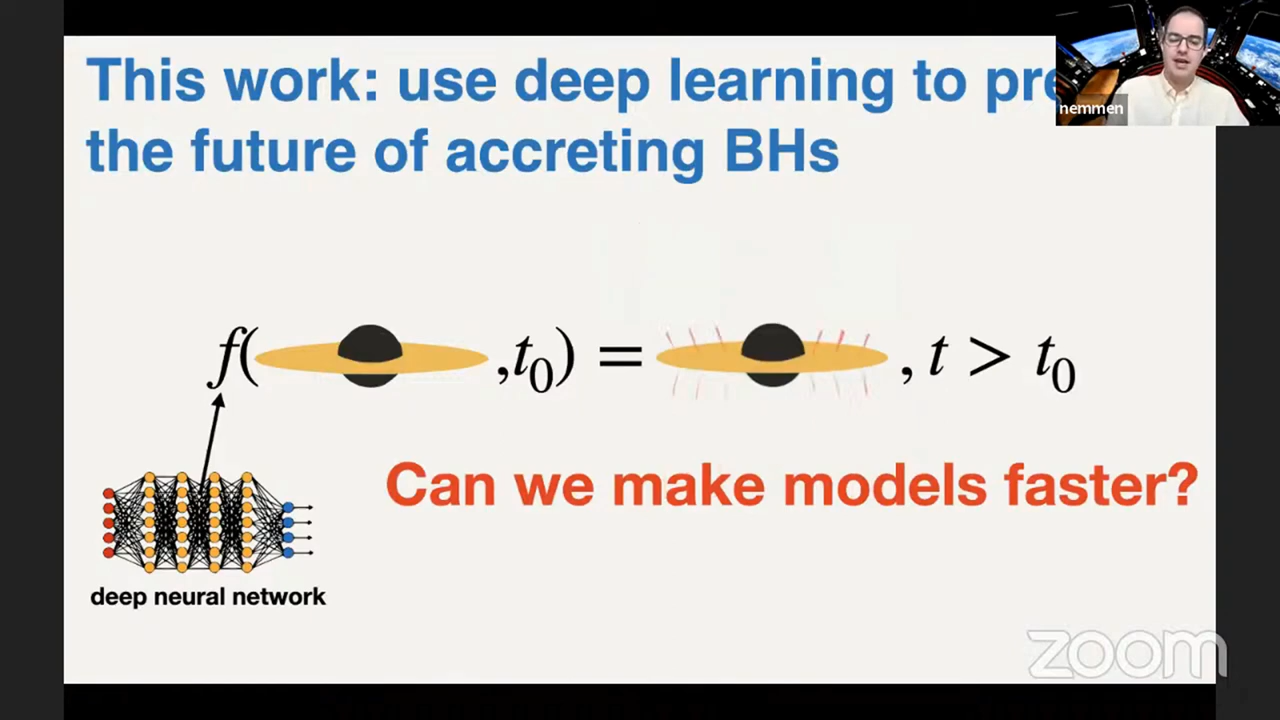 This work: use deep learning to pre
the future of accreting BHs
nemmen
f( ,t₀) = , t > t₀
Can we make models faster?
deep neural network
zoom